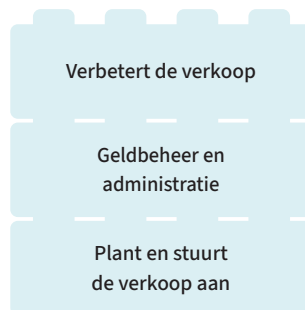 Verbetert de verkoop
Geldbeheer en
administratie
Plant en stuurt
de verkoop aan